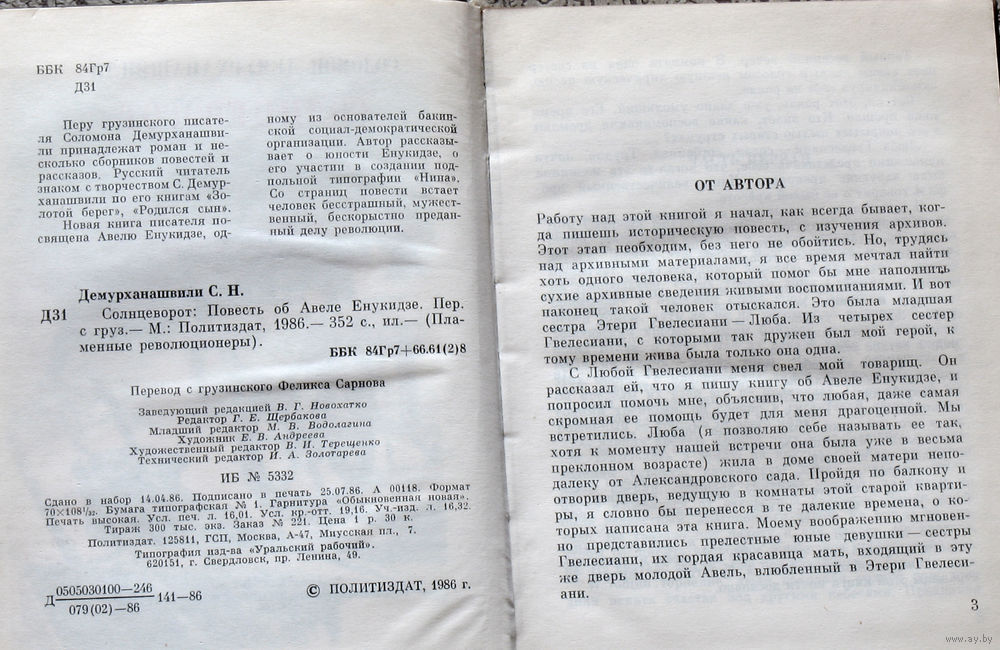 ББК 84Гр7
Д31
Перу грузинского писате-
ля Соломона Демурханашви-
ли принадлежат роман и не-
сколько сборников повестей и
рассказов. Русский читатель
знаком с творчеством С. Демур-
ханашвили по его книгам «Зо-
лотой берег», «Родился сын».
Новая книга писателя по-
священа Авелю Енукидзе, од-
ному из основателей бакин-
ской социал-демократической
организации. Автор рассказы-
вает о юности Енукидзе, о
его участии в создании под-
польной типографии «Нина».
Со страниц повести встает
человек бесстрашный, мужест-
венный, бескорыстно предан-
ный делу революции.
Демурханашвили С. Н.
Д31 Солнцеворот: Повесть об Авеле Енукидзе. Пер.
с груз.— М.: Политиздат, 1986.— 352 с., ил.— (Пла-
менные революционеры).
ББК 84Гр7+66.61(2)8
Перевод с грузинского Феликса Сарнова
Заведующий редакцией В. Г. Новохатко
Редактор Г. Е. Щербакова
Младший редактор М. В. Водолагина
Художник Е. В. Андреева
Художественный редактор В. И. Терещенко
Технический редактор И. А. Золотарева
ИБ № 5332
Сдано в набор 14.04.86. Подписано в печать 25.07.86. А 00118. Формат
70×108¹/₃₂. Бумага типографская № 1. Гарнитура «Обыкновенная новая».
Печать высокая. Усл. печ. л. 16,01. Усл. кр.-отт. 19,16. Уч.-изд. л. 16,32.
Тираж 300 тыс. экз. Заказ № 221. Цена 1 р. 30 к.
Политиздат. 125811, ГСП, Москва, А-47, Миусская пл., 7.
Типография изд-ва «Уральский рабочий».
620151, г. Свердловск, пр. Ленина, 49.
Д 0505030100—246
079(02)—86 141—86
© ПОЛИТИЗДАТ, 1986 г.
ОТ АВТОРА
Работу над этой книгой я начал, как всегда бывает, ког-
да пишешь историческую повесть, с изучения архивов.
Этот этап необходим, без него не обойтись. Но, трудясь
над архивными материалами, я все время мечтал найти
хоть одного человека, который помог бы мне наполнить
сухие архивные сведения живыми воспоминаниями. И вот
наконец такой человек отыскался. Это была младшая
сестра Этери Гвелесиани — Люба. Из четырех сестер
Гвелесиани, с которыми так дружен был мой герой, к
тому времени жива была только она одна.
С Любой Гвелесиани меня свел мой товарищ. Он
рассказал ей, что я пишу книгу об Авеле Енукидзе, и
попросил помочь мне, объяснив, что любая, даже самая
скромная ее помощь будет для меня драгоценной. Мы
встретились. Люба (я позволяю себе называть ее так,
хотя к моменту нашей встречи она была уже в весьма
преклонном возрасте) жила в доме своей матери непо-
далеку от Александровского сада. Пройдя по балкону и
отворив дверь, ведущую в комнаты этой старой кварти-
ры, я словно бы перенесся в те далекие времена, о ко-
торых написана эта книга. Моему воображению мгновен-
но представились прелестные юные девушки — сестры
Гвелесиани, их гордая красавица мать, входящий в эту
же дверь молодой Авель, влюбленный в Этери Гвелеси-
ани.
3
www.ay.by